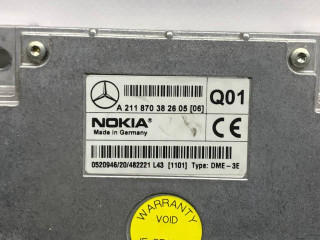 A 211 870 38 26 05 [06]
Q01
NOKIA
Made in Germany
CE
0520946/20/482221 L43 [1101] Type: DME-3E
WARRANTY
VOID